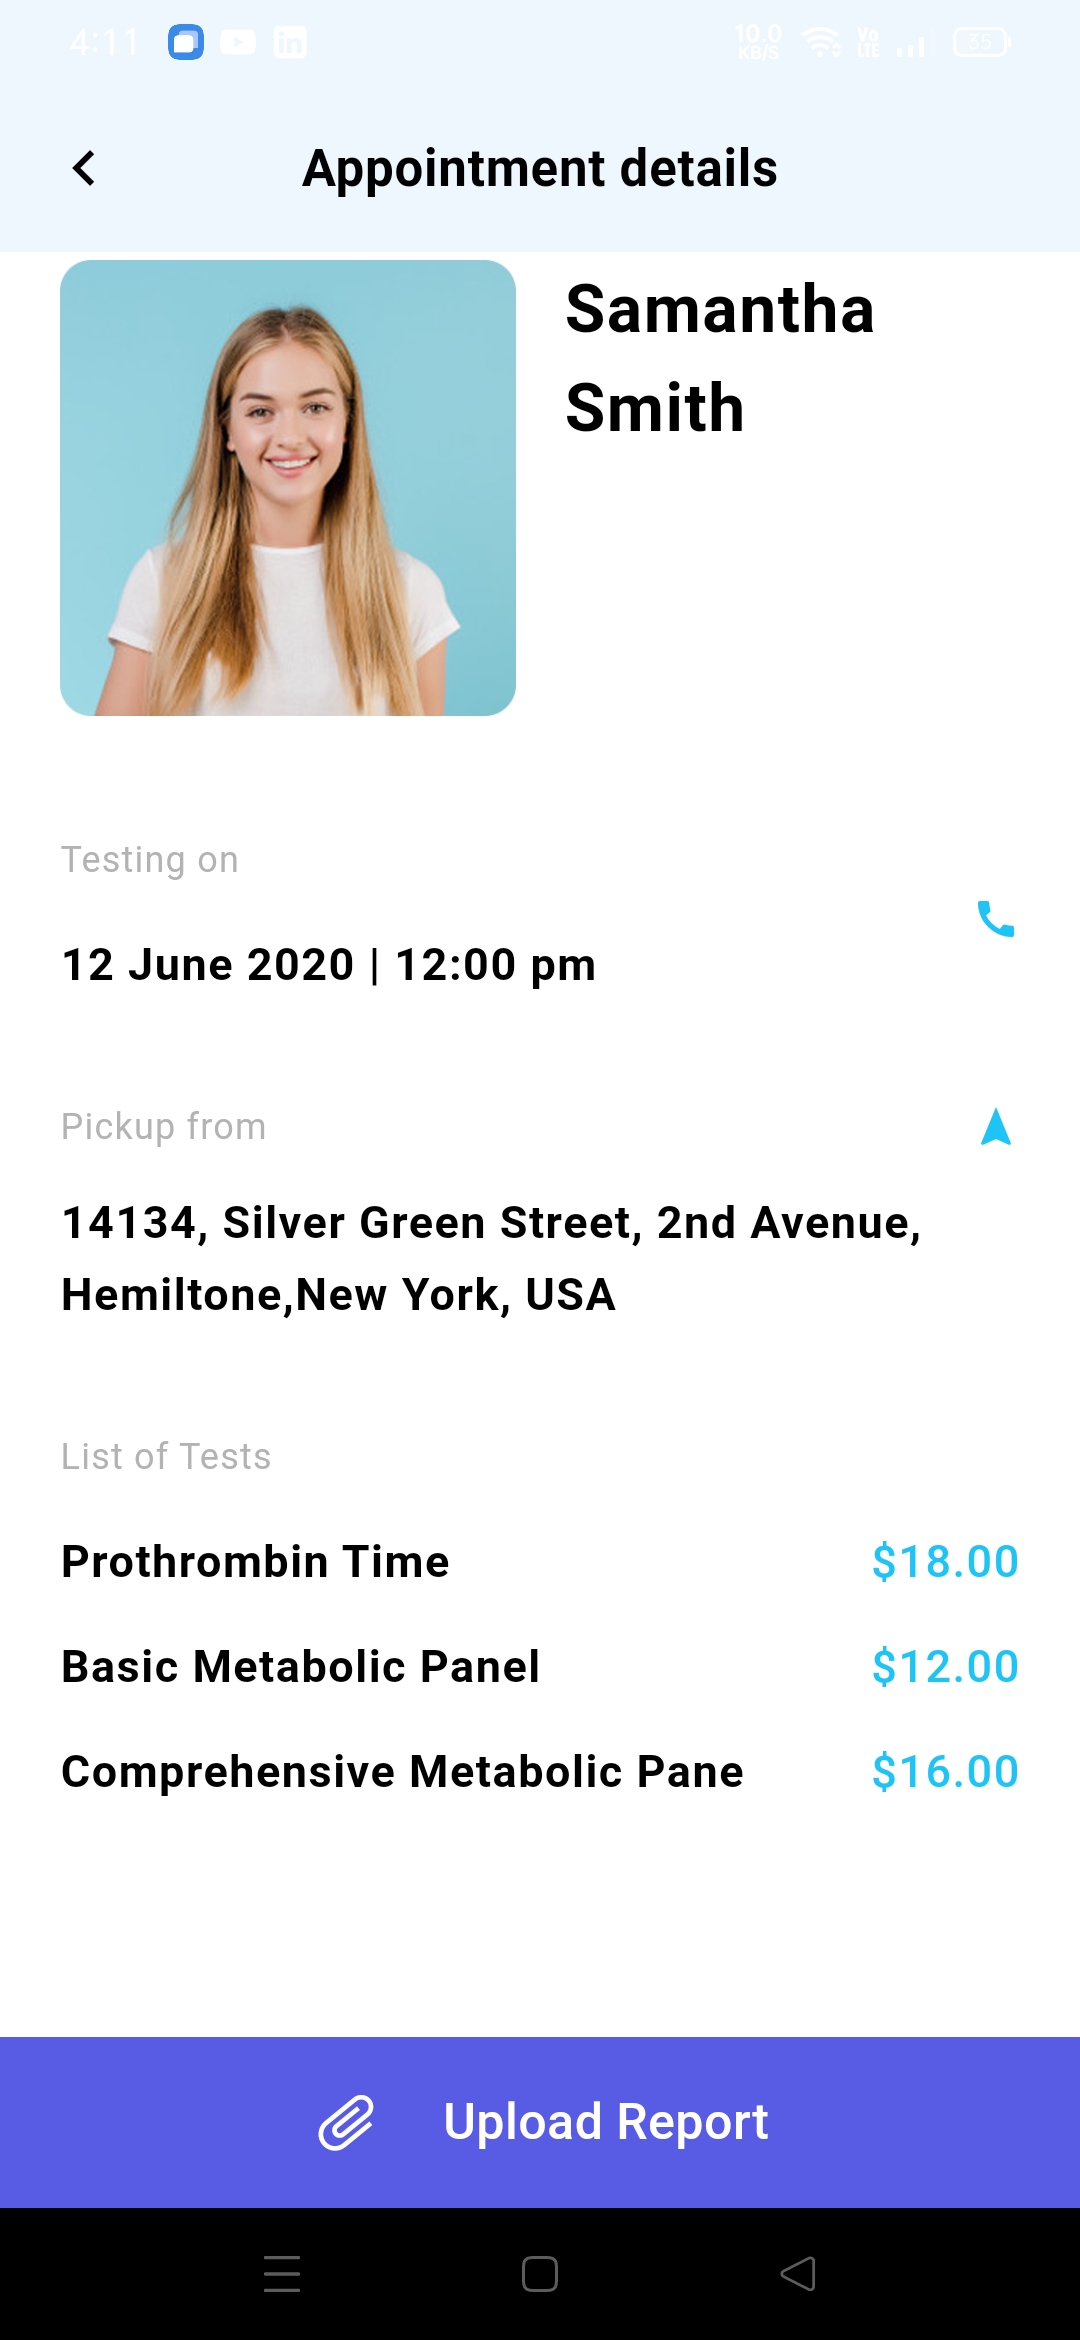 4:11
10.0
KB/S
Vo
LTE
35
Appointment details
Samantha
Smith
Testing on
12 June 2020 | 12:00 pm
Pickup from
14134, Silver Green Street, 2nd Avenue,
Hemiltone,New York, USA
List of Tests
Prothrombin Time $18.00
Basic Metabolic Panel $12.00
Comprehensive Metabolic Pane $16.00
Upload Report